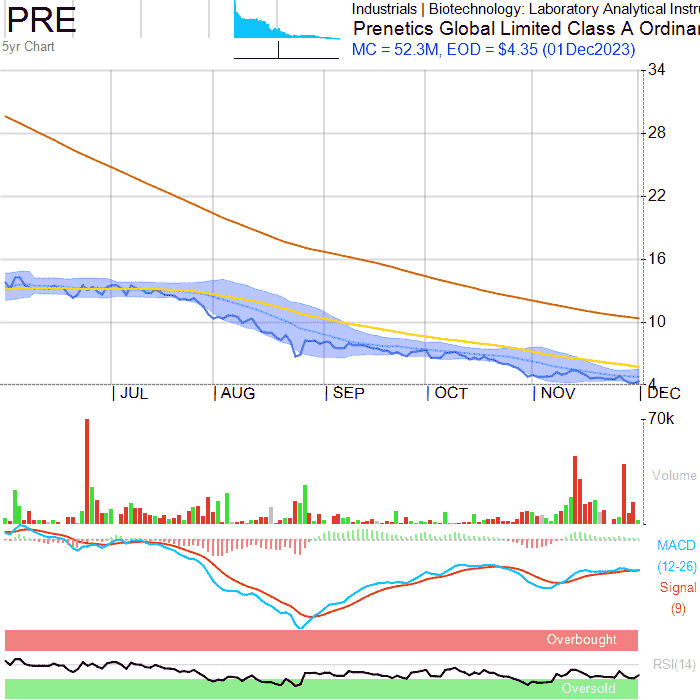 PRE
5yr Chart
Industrials | Biotechnology: Laboratory Analytical Instru
Prenetics Global Limited Class A Ordinar
MC = 52.3M, EOD = $4.35 (01Dec2023)
34
28
22
16
10
4
JUL
AUG
SEP
OCT
NOV
DEC
70k
Volume
MACD
(12-26)
Signal
(9)
Overbought
RSI(14)
Oversold